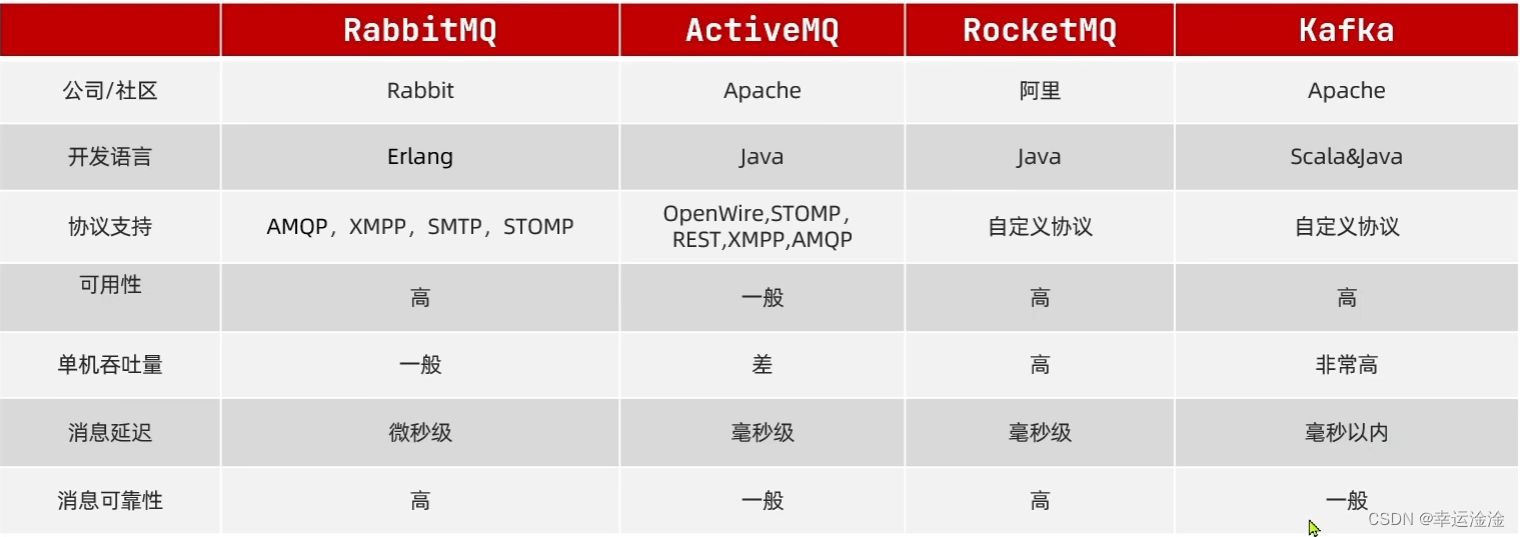 RabbitMQ ActiveMQ RocketMQ Kafka
公司/社区 Rabbit Apache 阿里 Apache
开发语言 Erlang Java Java Scala&Java
协议支持 AMQP，XMPP，SMTP，STOMP OpenWire,STOMP， 自定义协议 自定义协议
REST,XMPP,AMQP
可用性 高 一般 高 高
单机吞吐量 一般 差 高 非常高
消息延迟 微秒级 毫秒级 毫秒级 毫秒以内
消息可靠性 高 一般 高 一般
CSDN @幸运淦淦